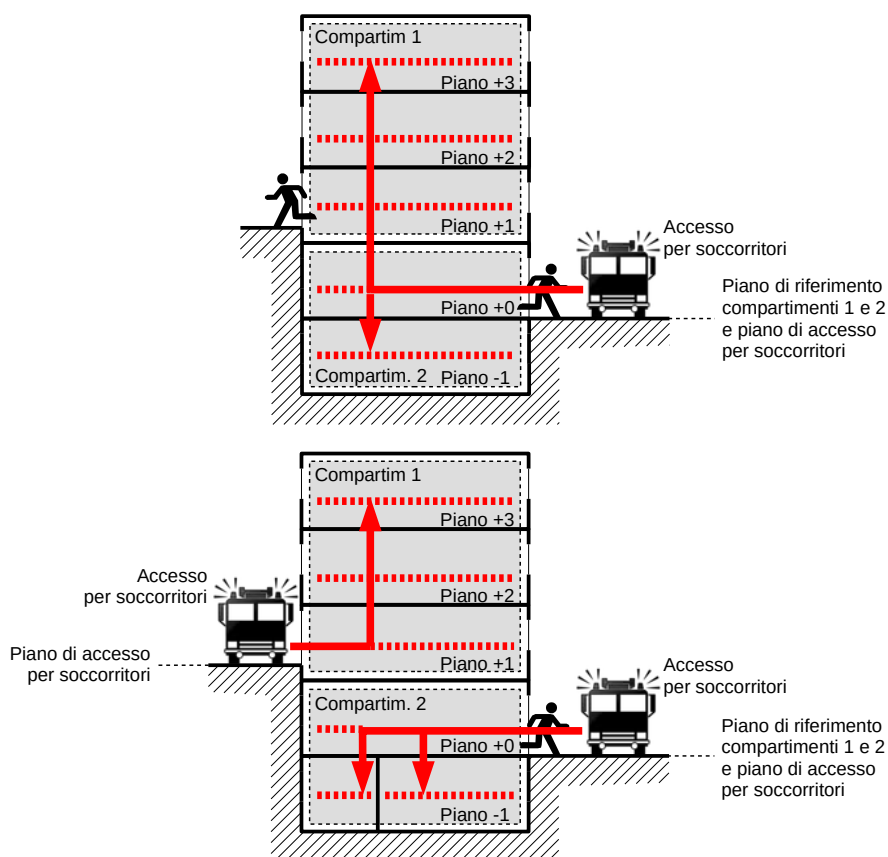 Compartim 1
Piano +3
Piano +2
Piano +1
Accesso
per soccorritori
Piano +0
Piano di riferimento
compartimenti 1 e 2
e piano di accesso
per soccorritori
Compartim. 2 Piano -1
Compartim 1
Piano +3
Accesso
per soccorritori
Piano +2
Piano di accesso
per soccorritori
Piano +1
Accesso
per soccorritori
Compartim. 2
Piano +0
Piano di riferimento
compartimenti 1 e 2
e piano di accesso
per soccorritori
Piano -1